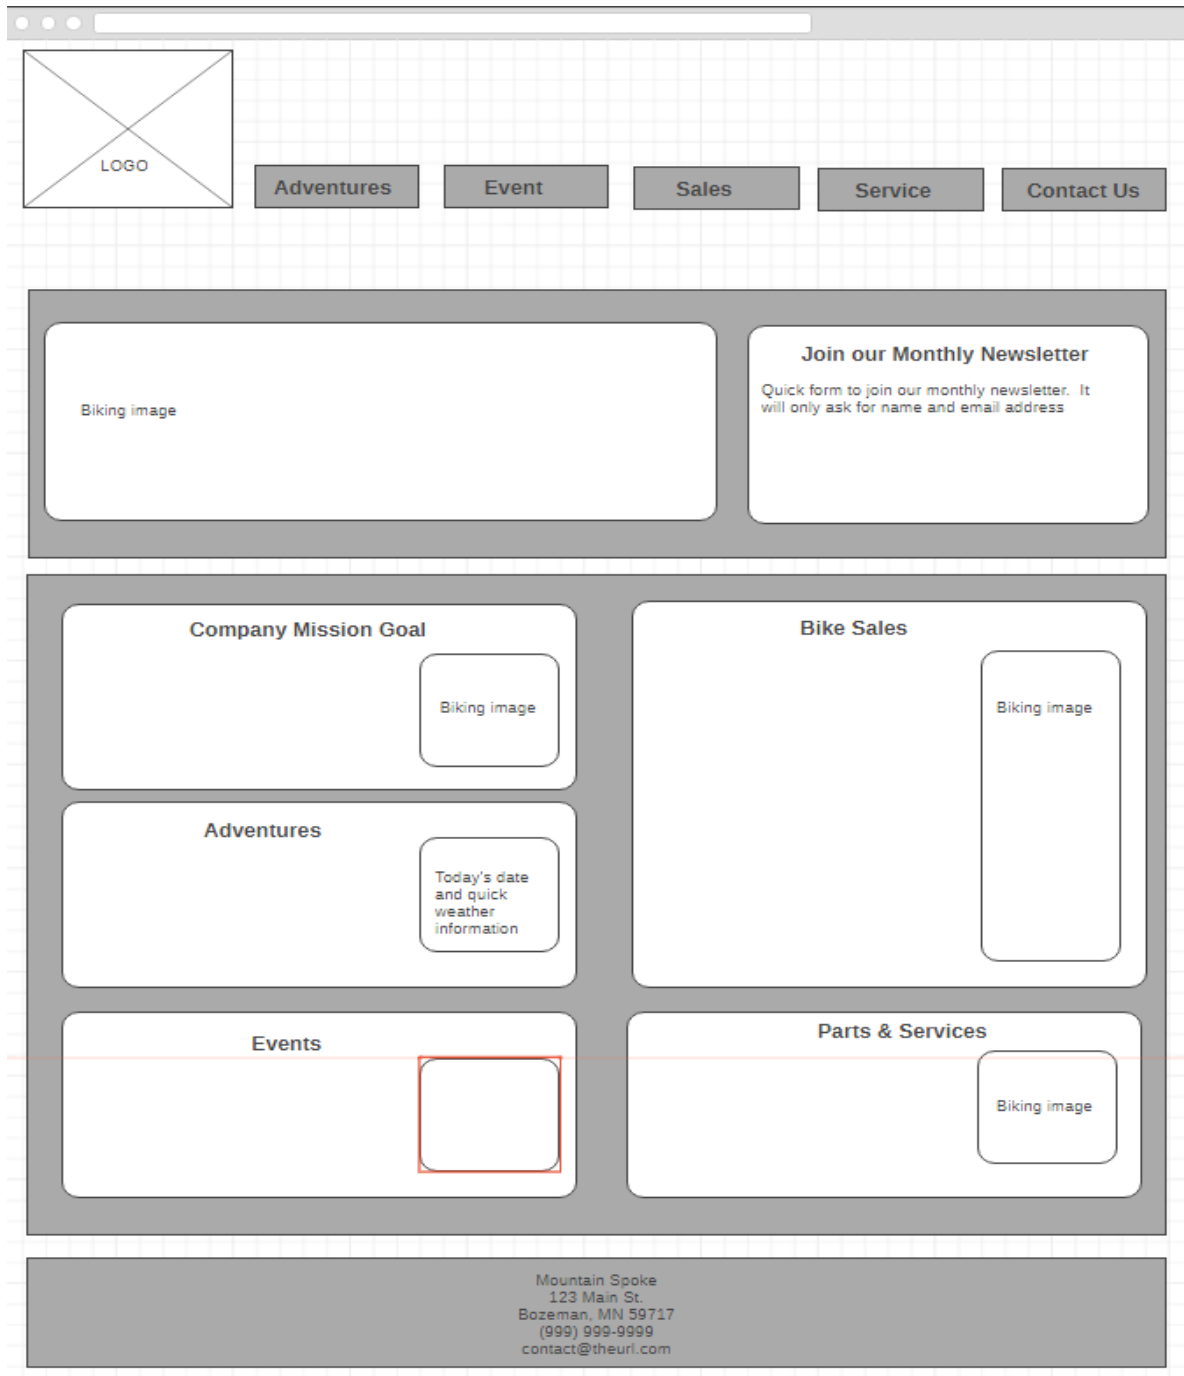 LOGO
Adventures
Event
Sales
Service
Contact Us
Biking image
Join our Monthly Newsletter
Quick form to join our monthly newsletter.  It
will only ask for name and email address
Company Mission Goal
Biking image
Bike Sales
Biking image
Adventures
Today's date
and quick
weather
information
Events
Parts & Services
Biking image
Mountain Spoke
123 Main St.
Bozeman, MN 59717
(999) 999-9999
contact@theurl.com